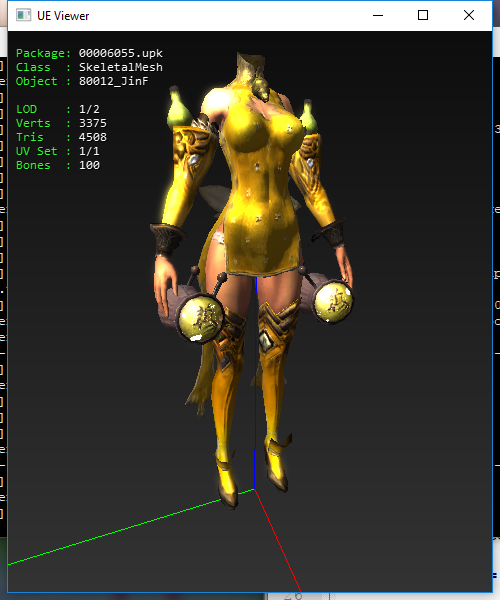 UE Viewer
Package: 00006055.upk
Class  : SkeletalMesh
Object : 80012_JinF
LOD    : 1/2
Verts  : 3375
Tris   : 4508
UV Set : 1/1
Bones  : 100